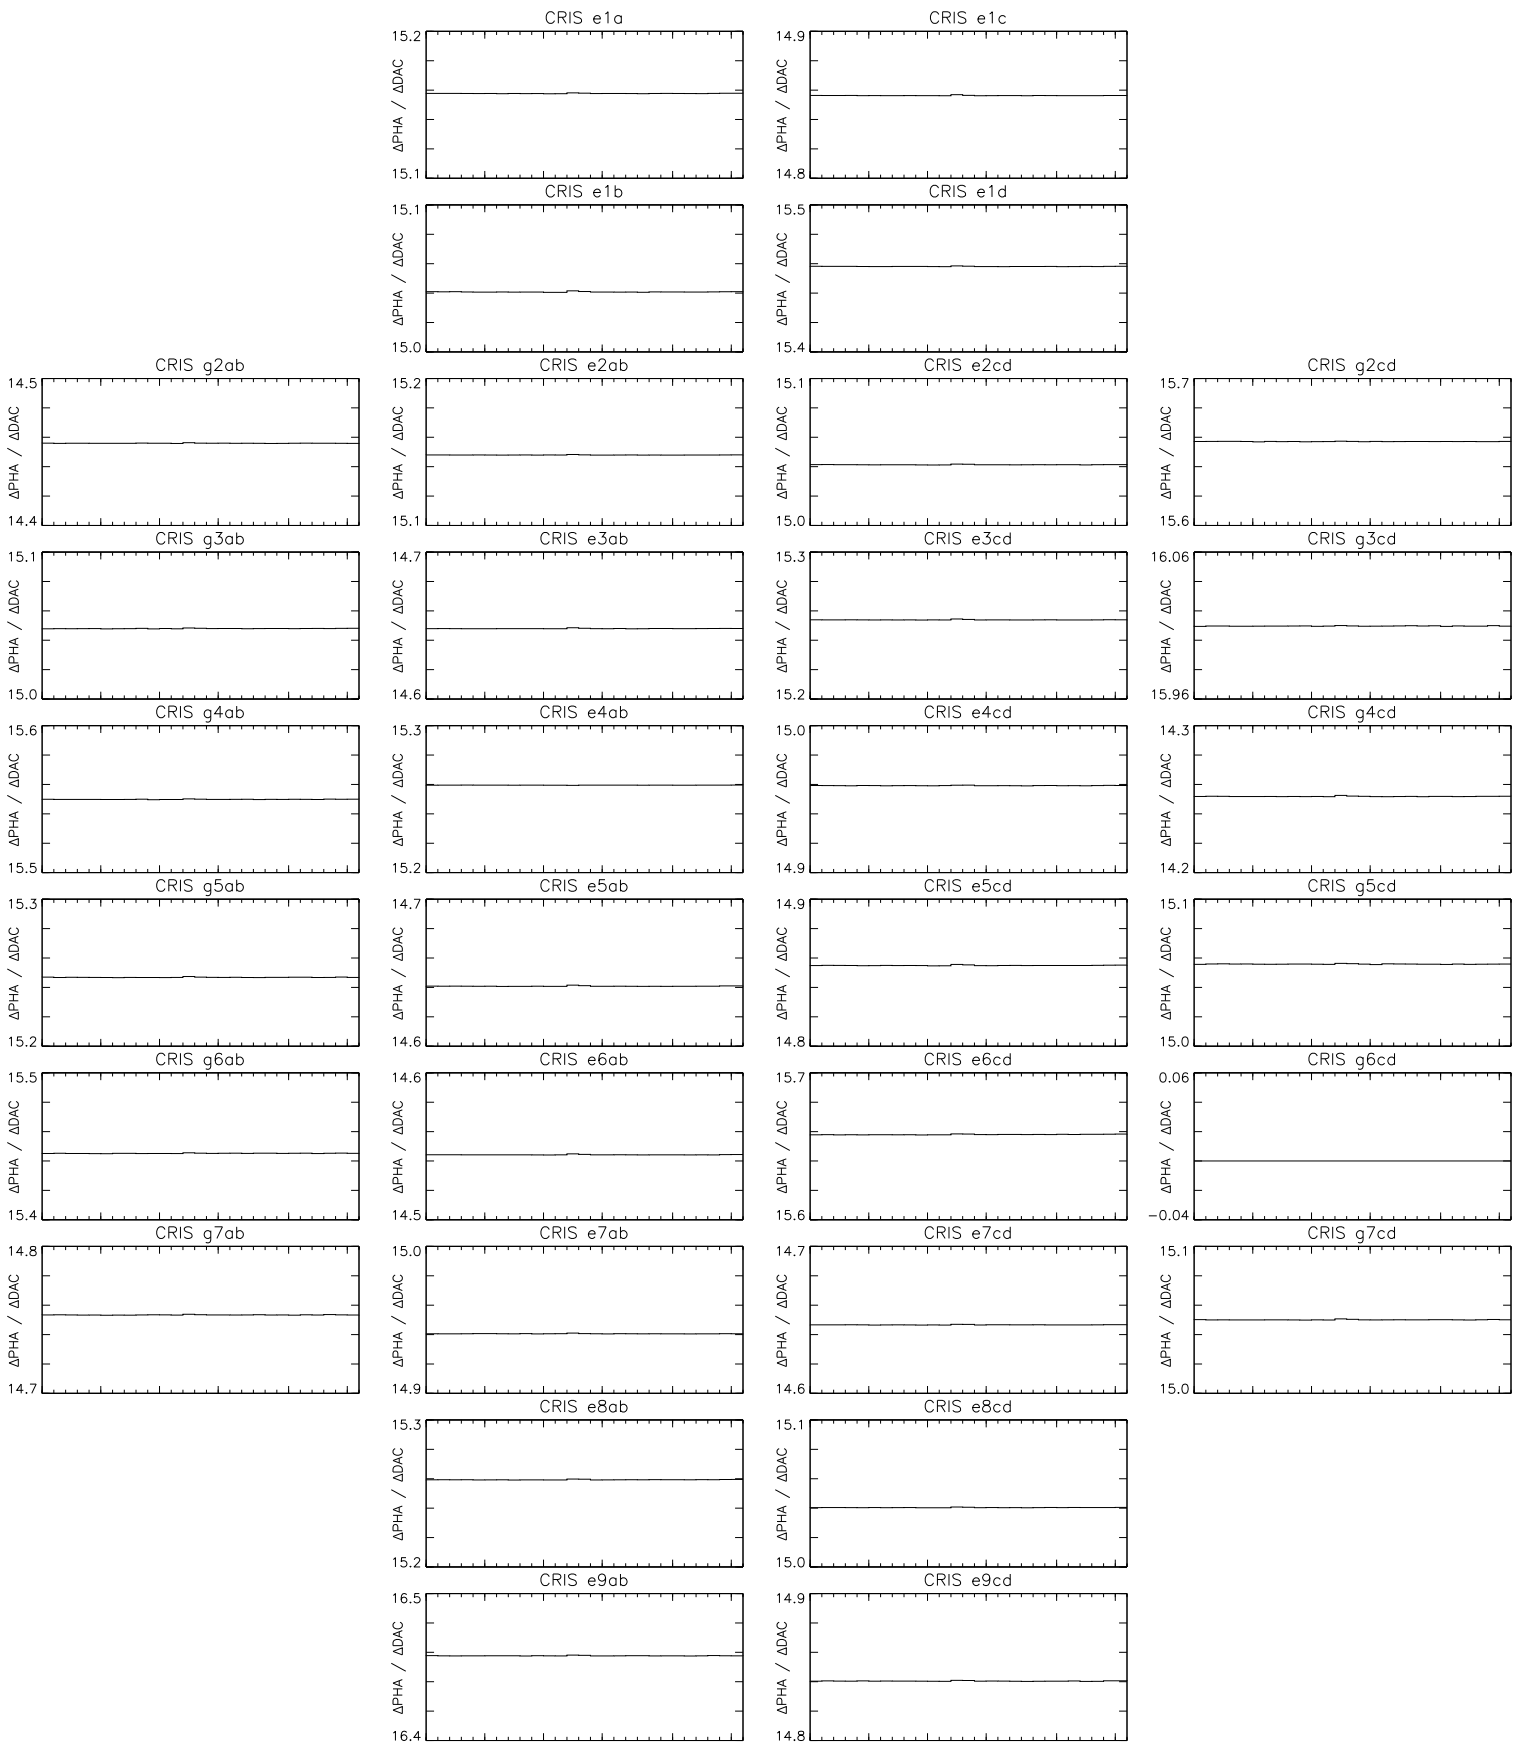 CRIS e1a
15.2
ΔPHA / ΔDAC
15.1
CRIS e1c
14.9
ΔPHA / ΔDAC
14.8
CRIS e1b
15.1
ΔPHA / ΔDAC
15.0
CRIS e1d
15.5
ΔPHA / ΔDAC
15.4
CRIS g2ab
14.5
ΔPHA / ΔDAC
14.4
CRIS e2ab
15.2
ΔPHA / ΔDAC
15.1
CRIS e2cd
15.1
ΔPHA / ΔDAC
15.0
CRIS g2cd
15.7
ΔPHA / ΔDAC
15.6
CRIS g3ab
15.1
ΔPHA / ΔDAC
15.0
CRIS e3ab
14.7
ΔPHA / ΔDAC
14.6
CRIS e3cd
15.3
ΔPHA / ΔDAC
15.2
CRIS g3cd
16.06
ΔPHA / ΔDAC
15.96
CRIS g4ab
15.6
ΔPHA / ΔDAC
15.5
CRIS e4ab
15.3
ΔPHA / ΔDAC
15.2
CRIS e4cd
15.0
ΔPHA / ΔDAC
14.9
CRIS g4cd
14.3
ΔPHA / ΔDAC
14.2
CRIS g5ab
15.3
ΔPHA / ΔDAC
15.2
CRIS e5ab
14.7
ΔPHA / ΔDAC
14.6
CRIS e5cd
14.9
ΔPHA / ΔDAC
14.8
CRIS g5cd
15.1
ΔPHA / ΔDAC
15.0
CRIS g6ab
15.5
ΔPHA / ΔDAC
15.4
CRIS e6ab
14.6
ΔPHA / ΔDAC
14.5
CRIS e6cd
15.7
ΔPHA / ΔDAC
15.6
CRIS g6cd
0.06
ΔPHA / ΔDAC
−0.04
CRIS g7ab
14.8
ΔPHA / ΔDAC
14.7
CRIS e7ab
15.0
ΔPHA / ΔDAC
14.9
CRIS e7cd
14.7
ΔPHA / ΔDAC
14.6
CRIS g7cd
15.1
ΔPHA / ΔDAC
15.0
CRIS e8ab
15.3
ΔPHA / ΔDAC
15.2
CRIS e8cd
15.1
ΔPHA / ΔDAC
15.0
CRIS e9ab
16.5
ΔPHA / ΔDAC
16.4
CRIS e9cd
14.9
ΔPHA / ΔDAC
14.8